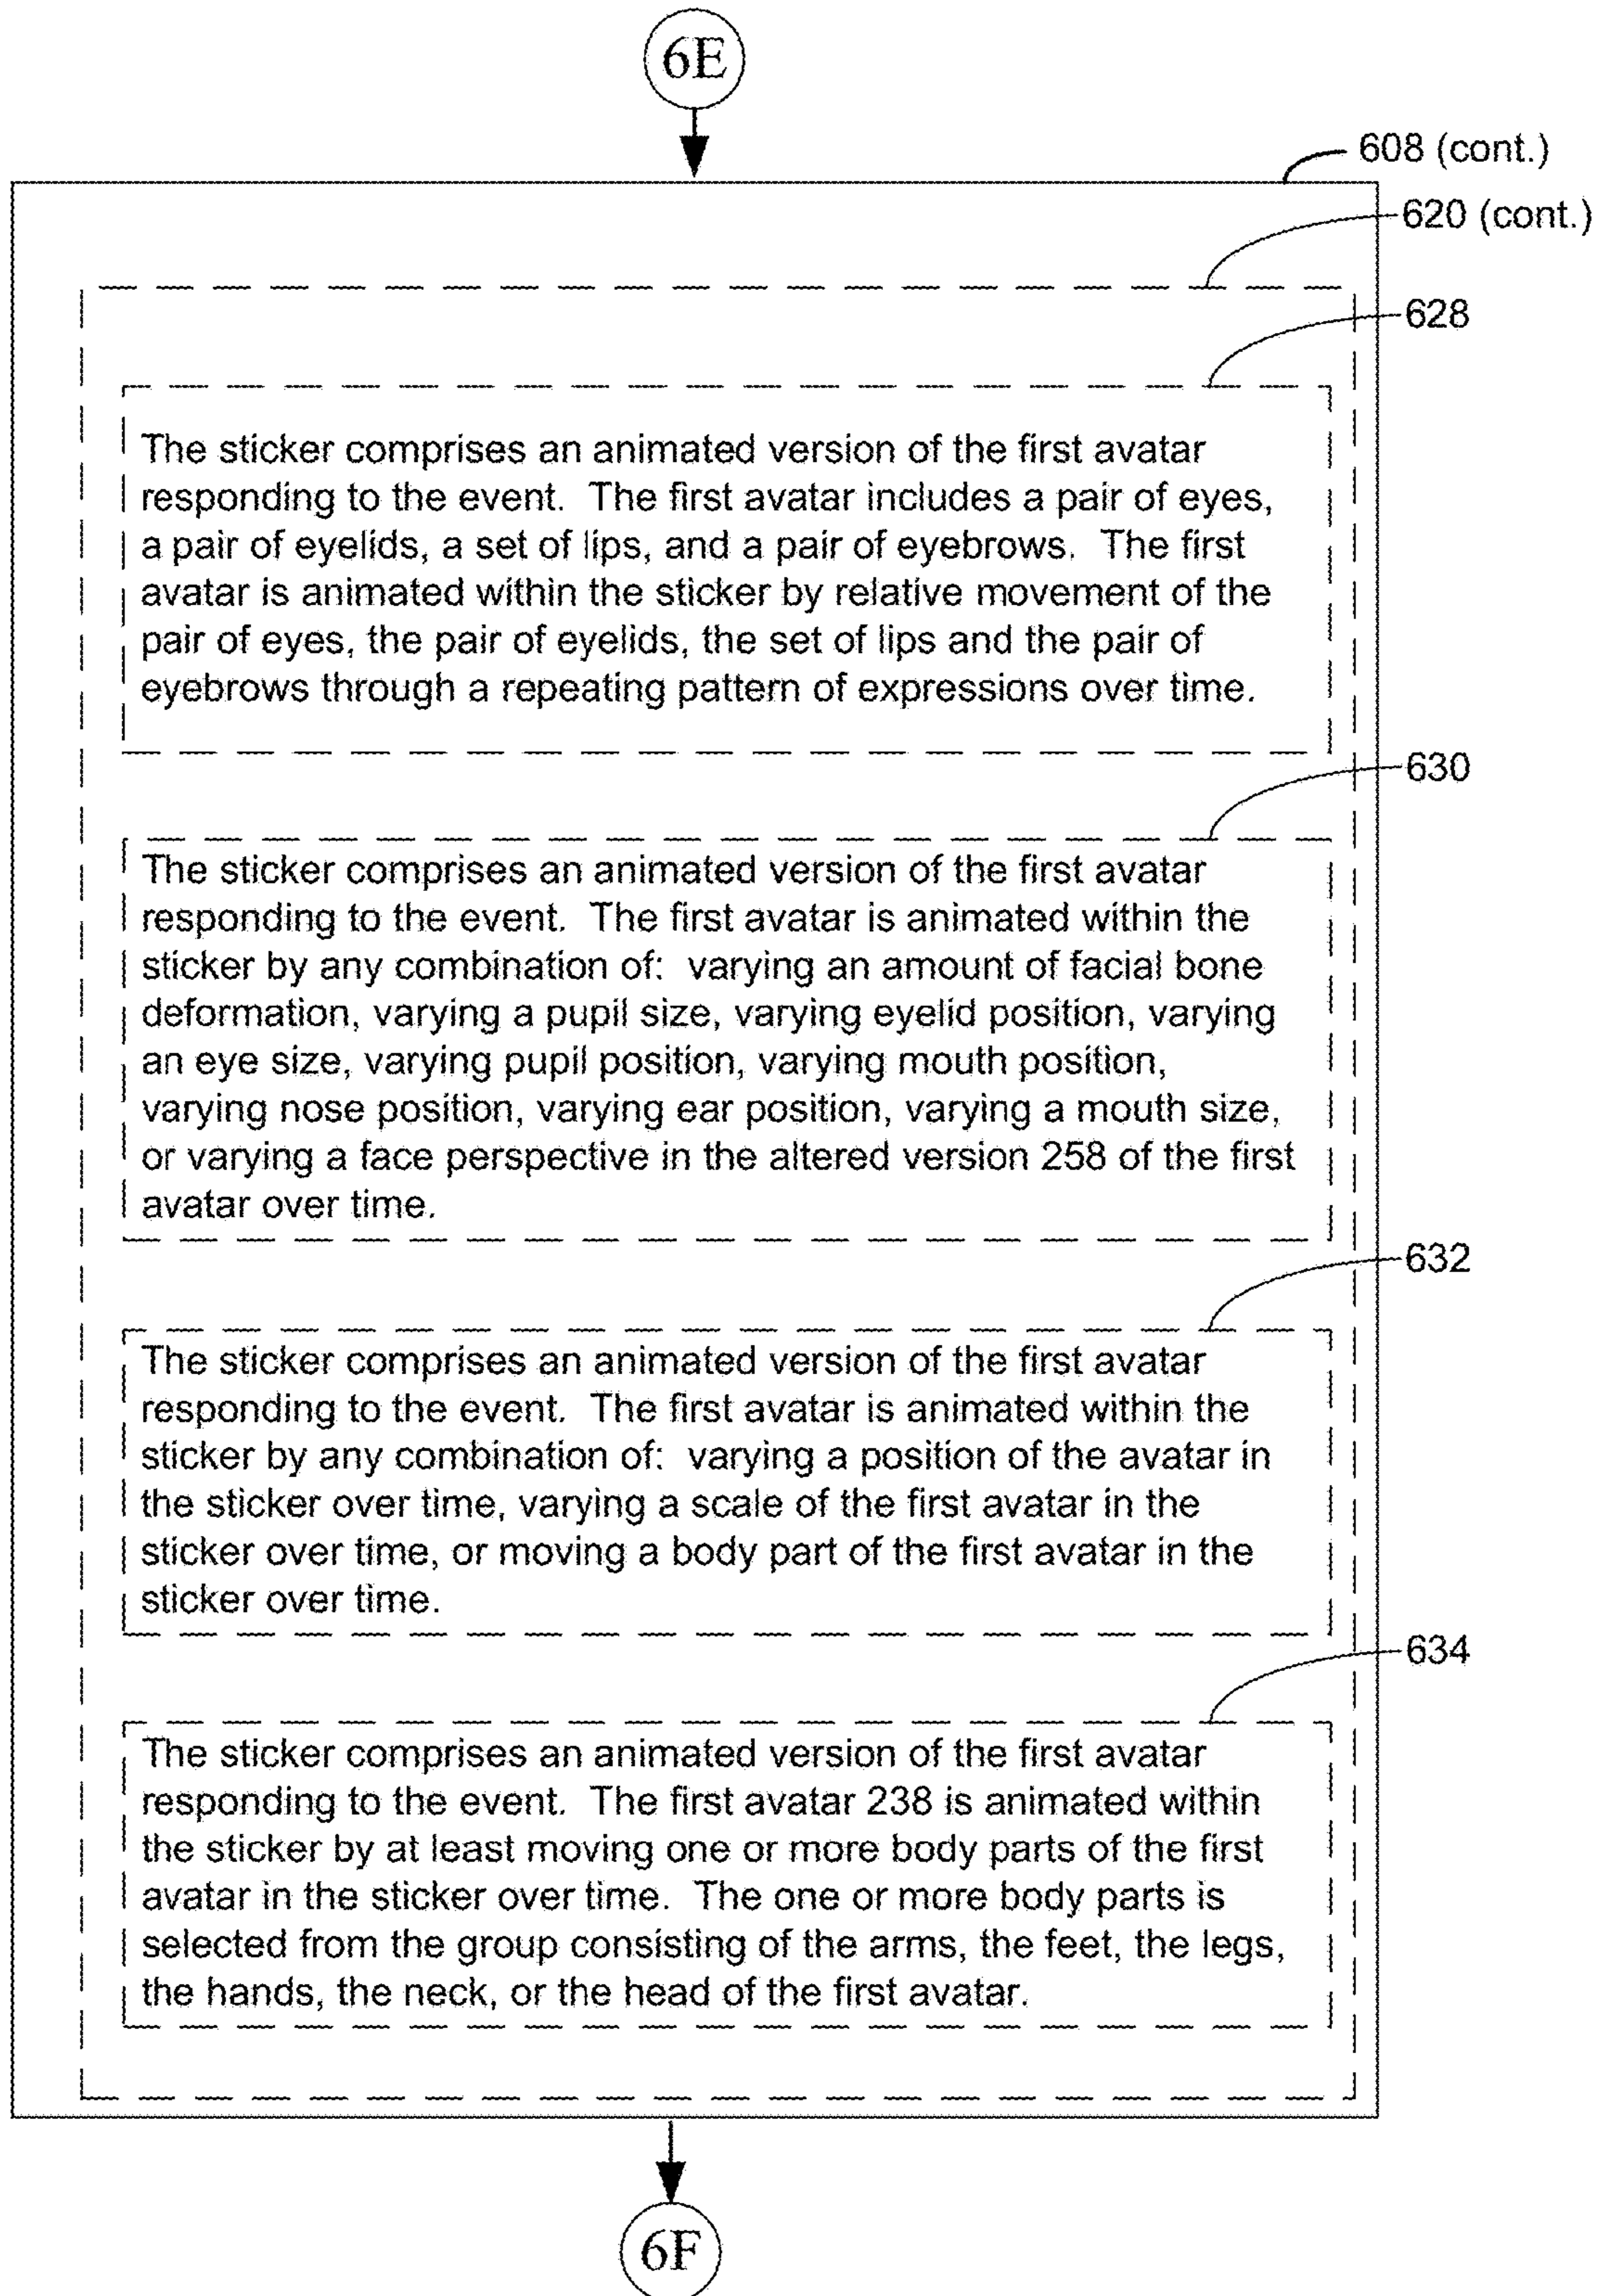 6E
608 (cont.)
620 (cont.)
628
The sticker comprises an animated version of the first avatar
responding to the event. The first avatar includes a pair of eyes,
a pair of eyelids, a set of lips, and a pair of eyebrows. The first
avatar is animated within the sticker by relative movement of the
pair of eyes, the pair of eyelids, the set of lips and the pair of
eyebrows through a repeating pattern of expressions over time.
630
The sticker comprises an animated version of the first avatar
responding to the event. The first avatar is animated within the
sticker by any combination of: varying an amount of facial bone
deformation, varying a pupil size, varying eyelid position, varying
an eye size, varying pupil position, varying mouth position,
varying nose position, varying ear position, varying a mouth size,
or varying a face perspective in the altered version 258 of the first
avatar over time.
632
The sticker comprises an animated version of the first avatar
responding to the event. The first avatar is animated within the
sticker by any combination of: varying a position of the avatar in
the sticker over time, varying a scale of the first avatar in the
sticker over time, or moving a body part of the first avatar in the
sticker over time.
634
The sticker comprises an animated version of the first avatar
responding to the event. The first avatar 238 is animated within
the sticker by at least moving one or more body parts of the first
avatar in the sticker over time. The one or more body parts is
selected from the group consisting of the arms, the feet, the legs,
the hands, the neck, or the head of the first avatar.
6F